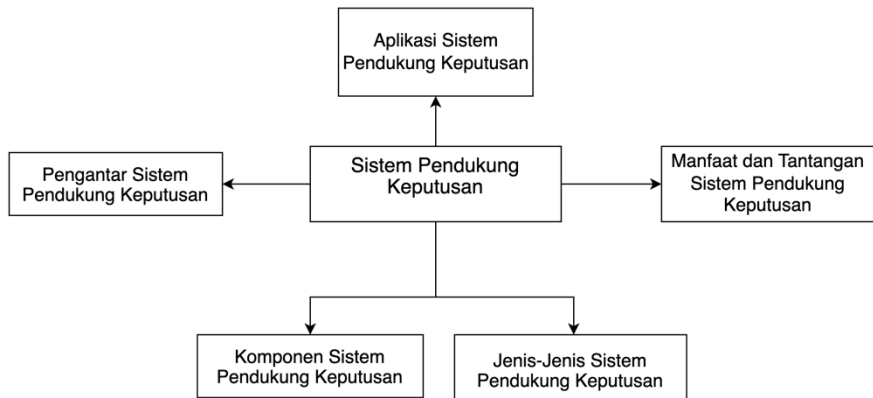 Aplikasi Sistem
Pendukung Keputusan
Pengantar Sistem
Pendukung Keputusan
Sistem Pendukung
Keputusan
Manfaat dan Tantangan
Sistem Pendukung
Keputusan
Komponen Sistem
Pendukung Keputusan
Jenis-Jenis Sistem
Pendukung Keputusan